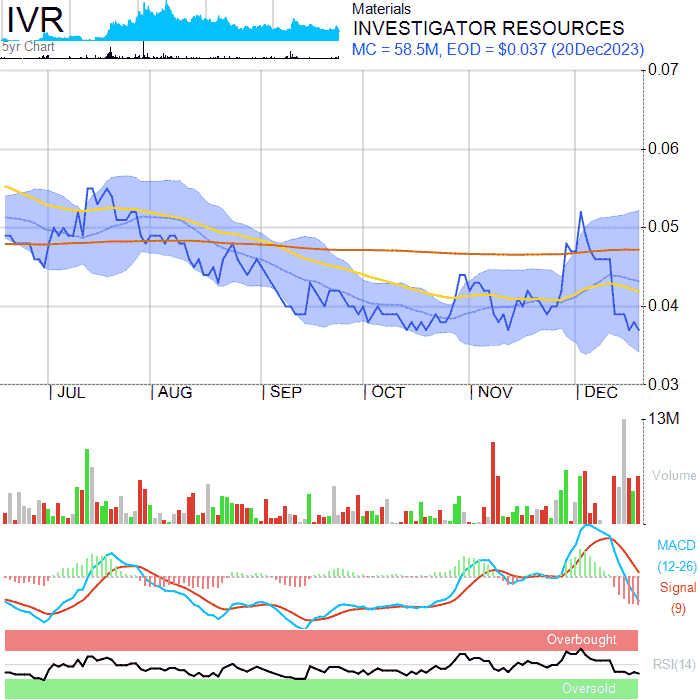 IVR
5yr Chart
Materials
INVESTIGATOR RESOURCES
MC = 58.5M, EOD = $0.037 (20Dec2023)
0.07
0.06
0.05
0.04
0.03
JUL AUG SEP OCT NOV DEC
13M
Volume
MACD
(12-26)
Signal
(9)
Overbought
RSI(14)
Oversold